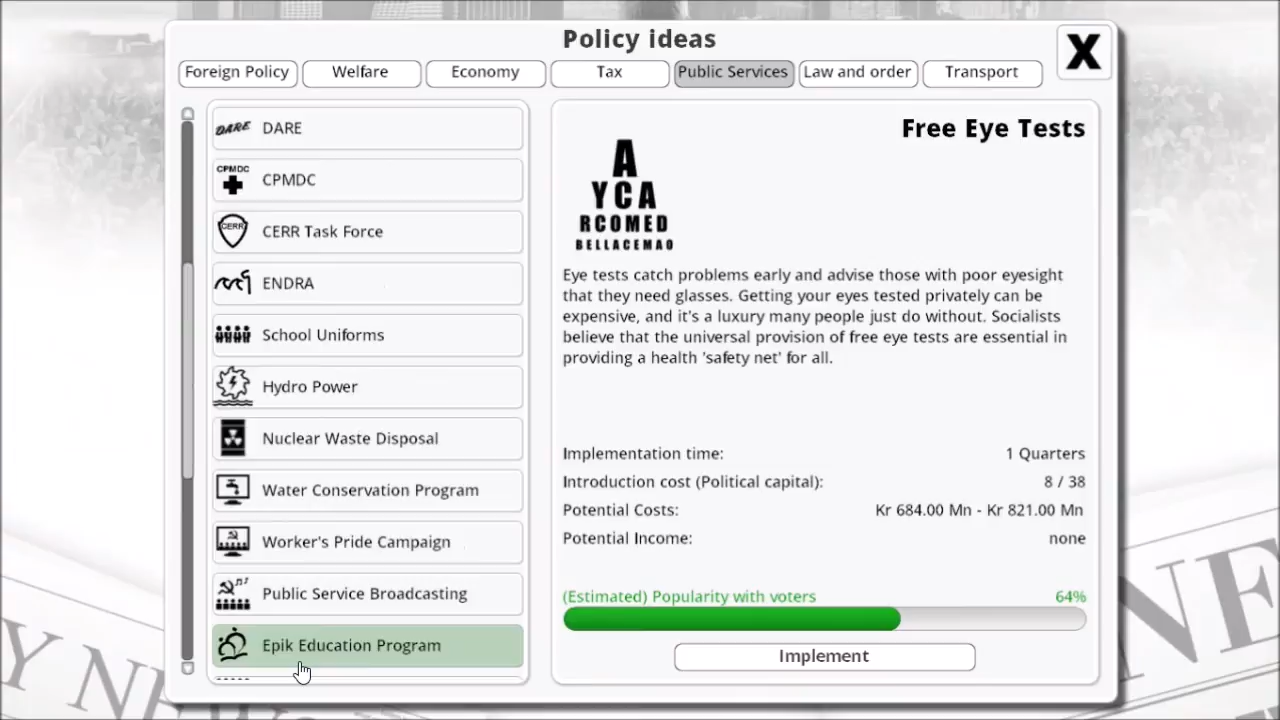 Policy ideas
X
Foreign Policy
Welfare
Economy
Tax
Public Services
Law and order
Transport
DARE
DARE
CPMDC
CPMDC
CERR
CERR Task Force
ENDRA
School Uniforms
Hydro Power
Nuclear Waste Disposal
Water Conservation Program
Worker's Pride Campaign
Public Service Broadcasting
Epik Education Program
Free Eye Tests
A
YCA
RCOMED
BELLACEMAO
Eye tests catch problems early and advise those with poor eyesight
that they need glasses. Getting your eyes tested privately can be
expensive, and it's a luxury many people just do without. Socialists
believe that the universal provision of free eye tests are essential in
providing a health 'safety net' for all.
Implementation time: 1 Quarters
Introduction cost (Political capital): 8 / 38
Potential Costs: Kr 684.00 Mn - Kr 821.00 Mn
Potential Income: none
(Estimated) Popularity with voters 64%
Implement